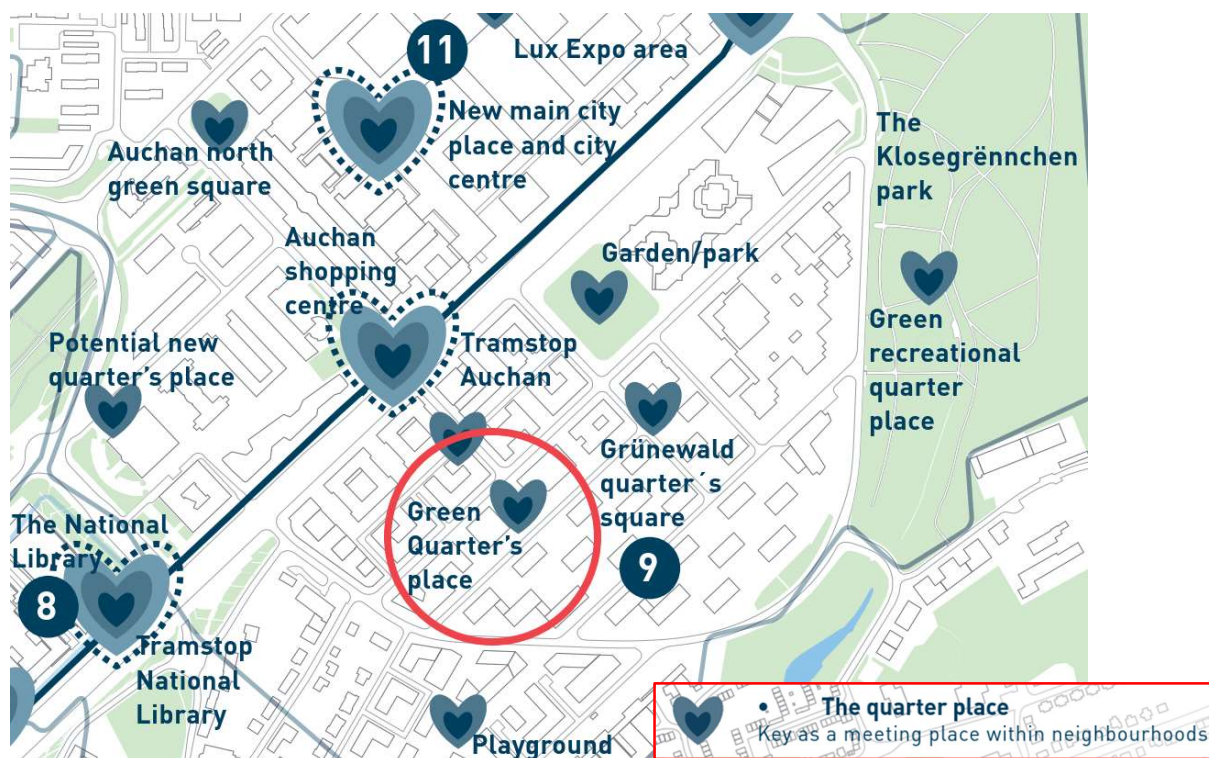 11
Lux Expo area
New main city
place and city
centre
Auchan north
green square
The
Klosegrënnchen
park
Auchan
shopping
centre
Garden/park
Potential new
quarter's place
Tramstop
Auchan
Green
recreational
quarter
place
Grünewald
quarter´s
square
Green
Quarter's
place
The National
Library
9
8
Tramstop
National
Library
Playground
• The quarter place
Key as a meeting place within neighbourhoods